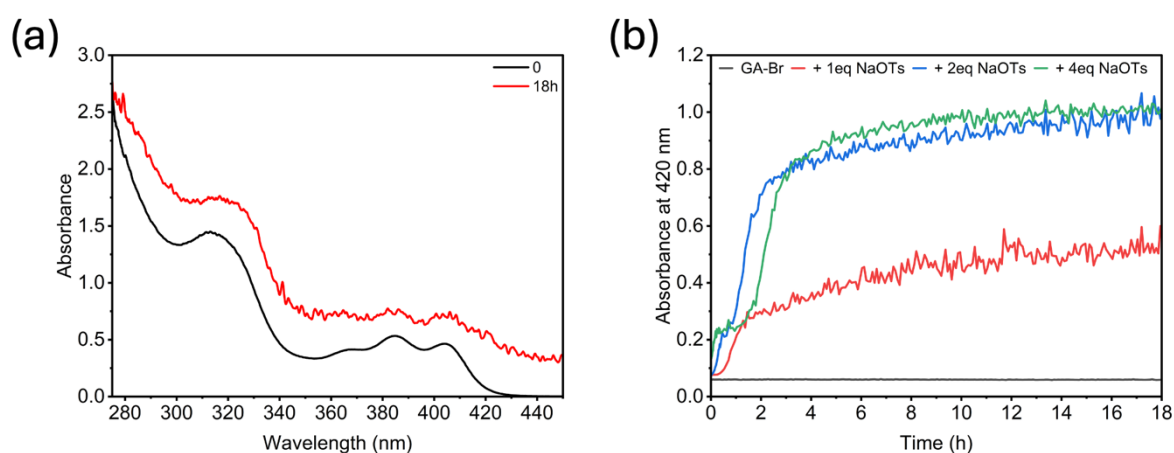 (a)
3.0
2.5
2.0
1.5
1.0
0.5
0.0
Absorbance
0
18h
280 300 320 340 360 380 400 420 440
Wavelength (nm)
(b)
1.2
1.0
0.8
0.6
0.4
0.2
0.0
Absorbance at 420 nm
GA-Br + 1eq NaOTs + 2eq NaOTs + 4eq NaOTs
0 2 4 6 8 10 12 14 16 18
Time (h)